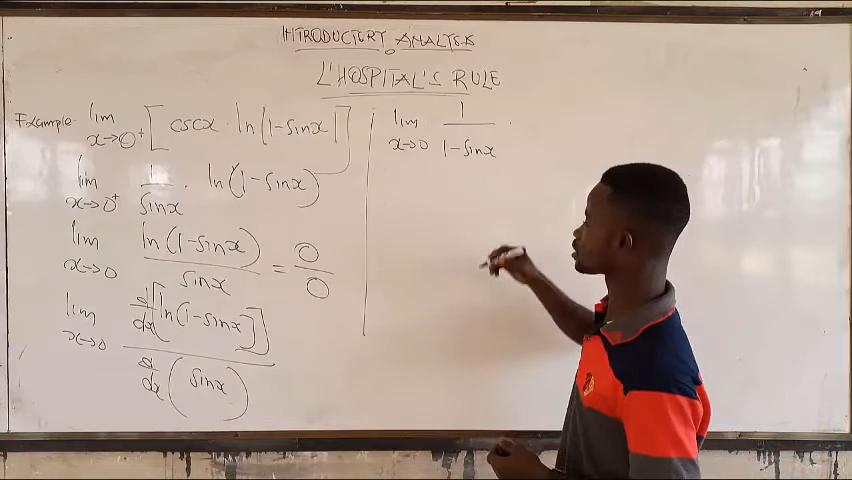 INTRODUCTORY ANALYSIS
L'HOSPITAL'S RULE
Example:- lim x→0⁺ [cscx · ln|1-sinx|]
lim x→0⁺ 1/sinx · ln(1-sinx)
lim x→0 ln(1-sinx)/sinx = 0/0
lim x→0 d/dx[ln(1-sinx)] / d/dx(sinx)
lim x→0 1/1-sinx